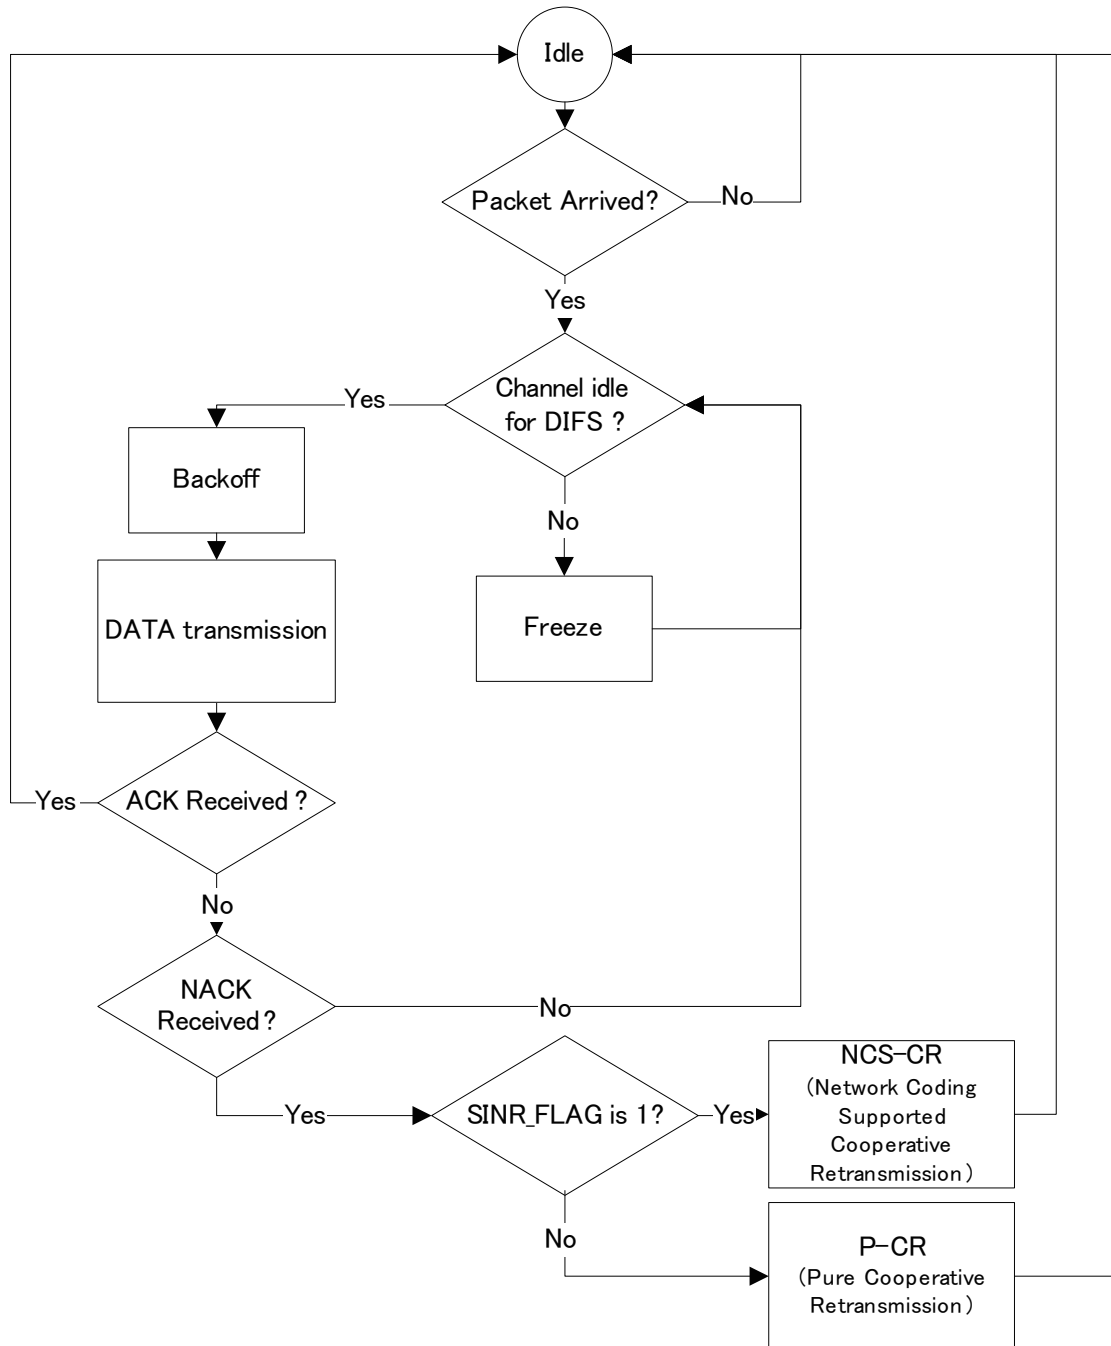 Idle
Packet Arrived?
No
Yes
Channel idle
for DIFS ?
Yes
Backoff
No
Freeze
DATA transmission
Yes
ACK Received ?
No
NACK
Received ?
No
Yes
SINR_FLAG is 1?
Yes
NCS-CR
(Network Coding
Supported
Cooperative
Retransmission)
No
P-CR
(Pure Cooperative
Retransmission)